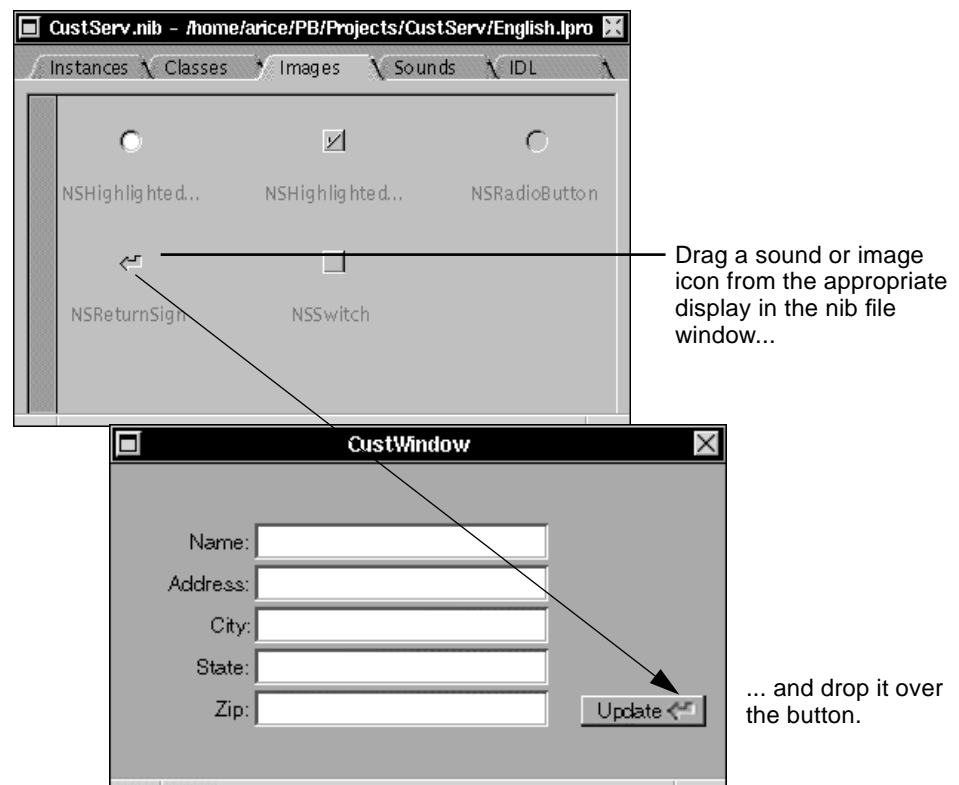 CustServ.nib – /home/arice/PB/Projects/CustServ/English.lpro
Instances Classes Images Sounds IDL
NSHighlighted... NSHighlighted... NSRadioButton
NSReturnSign NSSwitch
Drag a sound or image
icon from the appropriate
display in the nib file
window...
CustWindow
Name:
Address:
City:
State:
Zip:
Update
... and drop it over
the button.